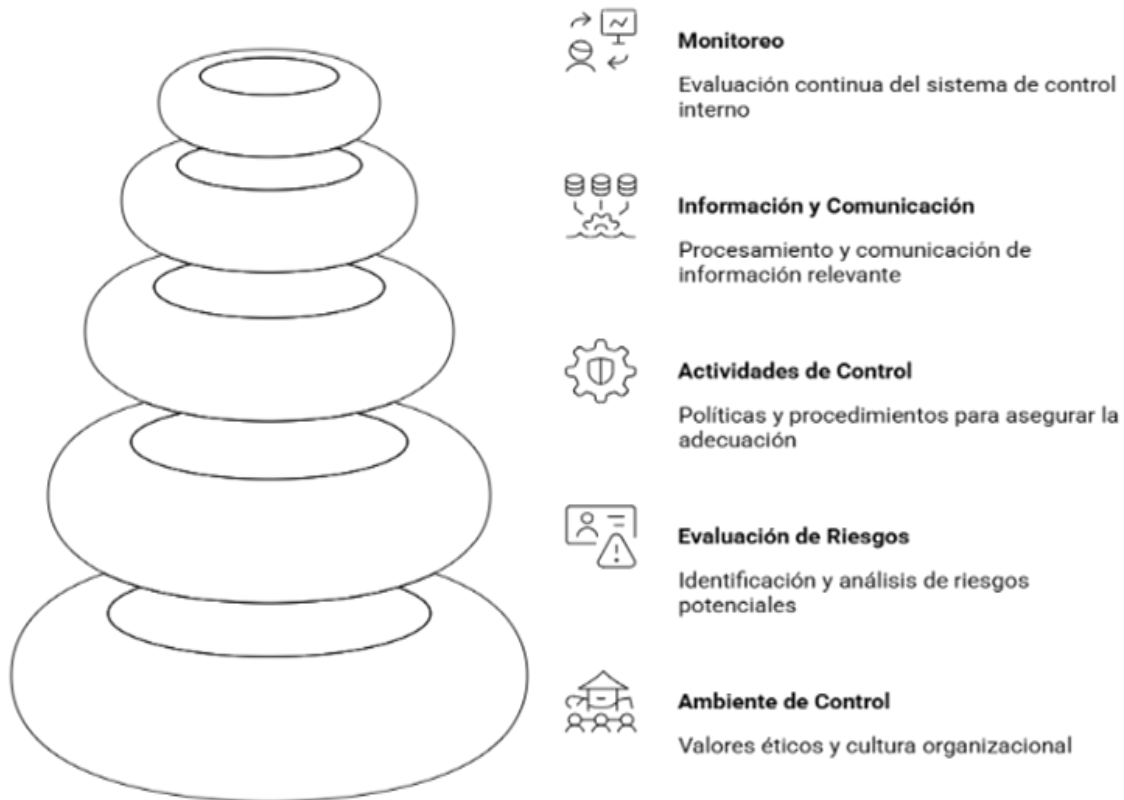 Monitoreo
Evaluación continua del sistema de control
interno
Información y Comunicación
Procesamiento y comunicación de
información relevante
Actividades de Control
Políticas y procedimientos para asegurar la
adecuación
Evaluación de Riesgos
Identificación y análisis de riesgos
potenciales
Ambiente de Control
Valores éticos y cultura organizacional